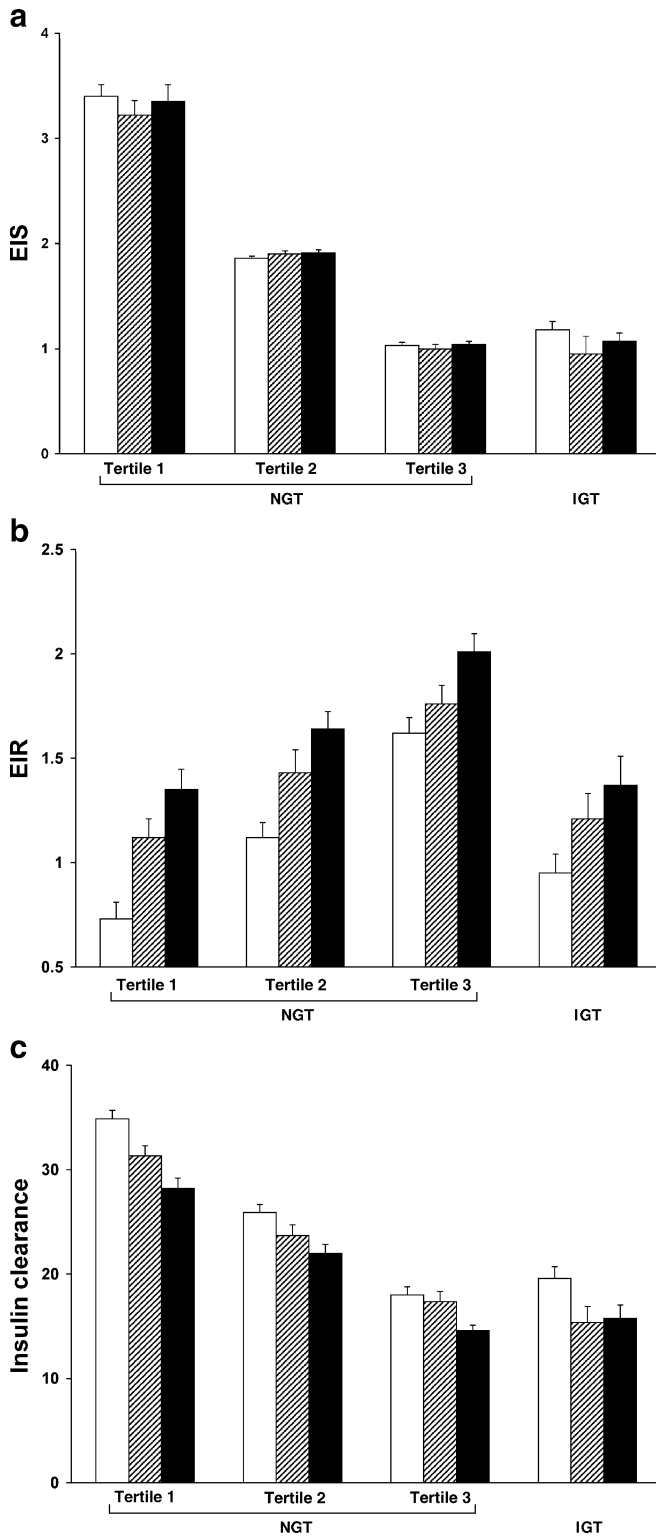 a
4
3
2
1
0
EIS
Tertile 1 Tertile 2 Tertile 3
NGT IGT
b
2.5
2
1.5
1
0.5
EIR
Tertile 1 Tertile 2 Tertile 3
NGT IGT
c
40
30
20
10
0
Insulin clearance
Tertile 1 Tertile 2 Tertile 3
NGT IGT